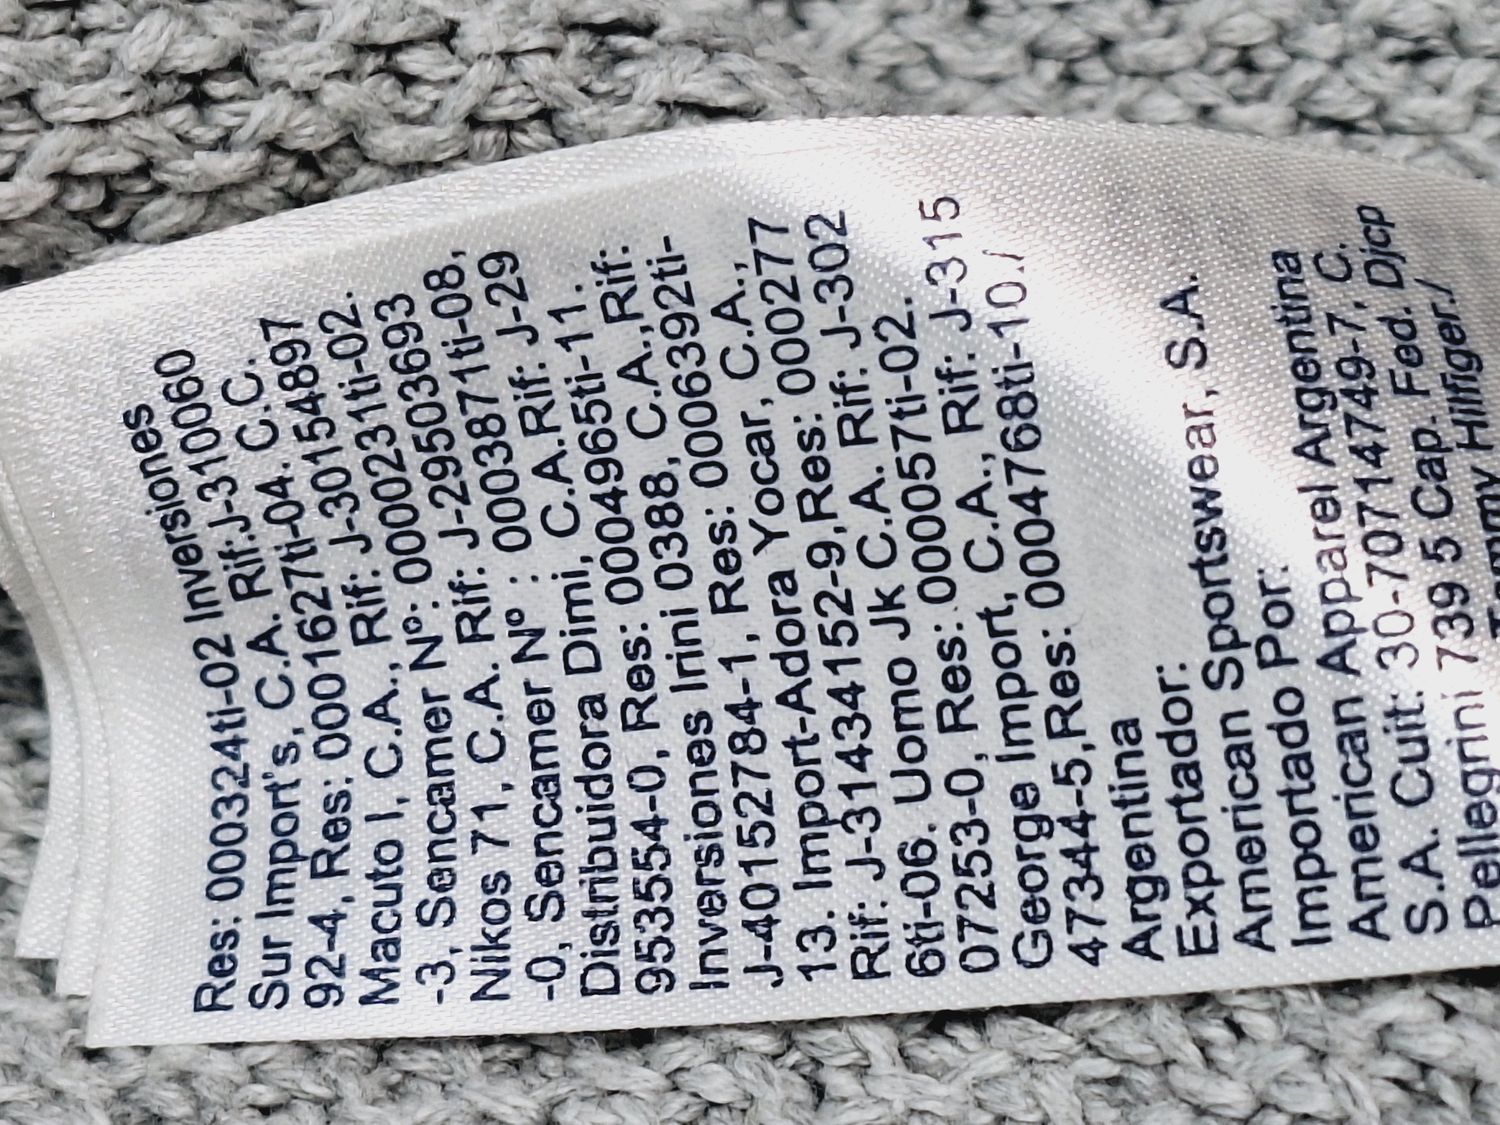 Res: 000324ti-02 Inversiones
Sur Import's, C.A. Rif:J-310060
92-4, Res: 0001627ti-04. C.C.
Macuto I, C.A., Rif: J-30154897
-3, Sencamer Nº: 0000231ti-02.
Nikos 71, C.A. Rif: J-29503693
-0, Sencamer Nº : 0003871ti-08,
Distribuidora Dimi, C.A.Rif: J-29
953554-0, Res: 0004965ti-11.
Inversiones Irini 0388, C.A.,Rif:
J-40152784-1, Res: 0006392ti-
13. Import-Adora Yocar, C.A.,
Rif: J-31434152-9,Res: 000277
6ti-06. Uomo Jk C.A. Rif: J-302
07253-0, Res: 000057ti-02.
George Import, C.A., Rif: J-315
47344-5,Res: 0004768ti-10./
Argentina
Exportador:
American Sportswear, S.A.
Importado Por:
American Apparel Argentina
S.A. Cuit: 30-70714749-7, C.
Pellegrini 739 5 Cap. Fed. Djcp
Tommy Hilfiger./